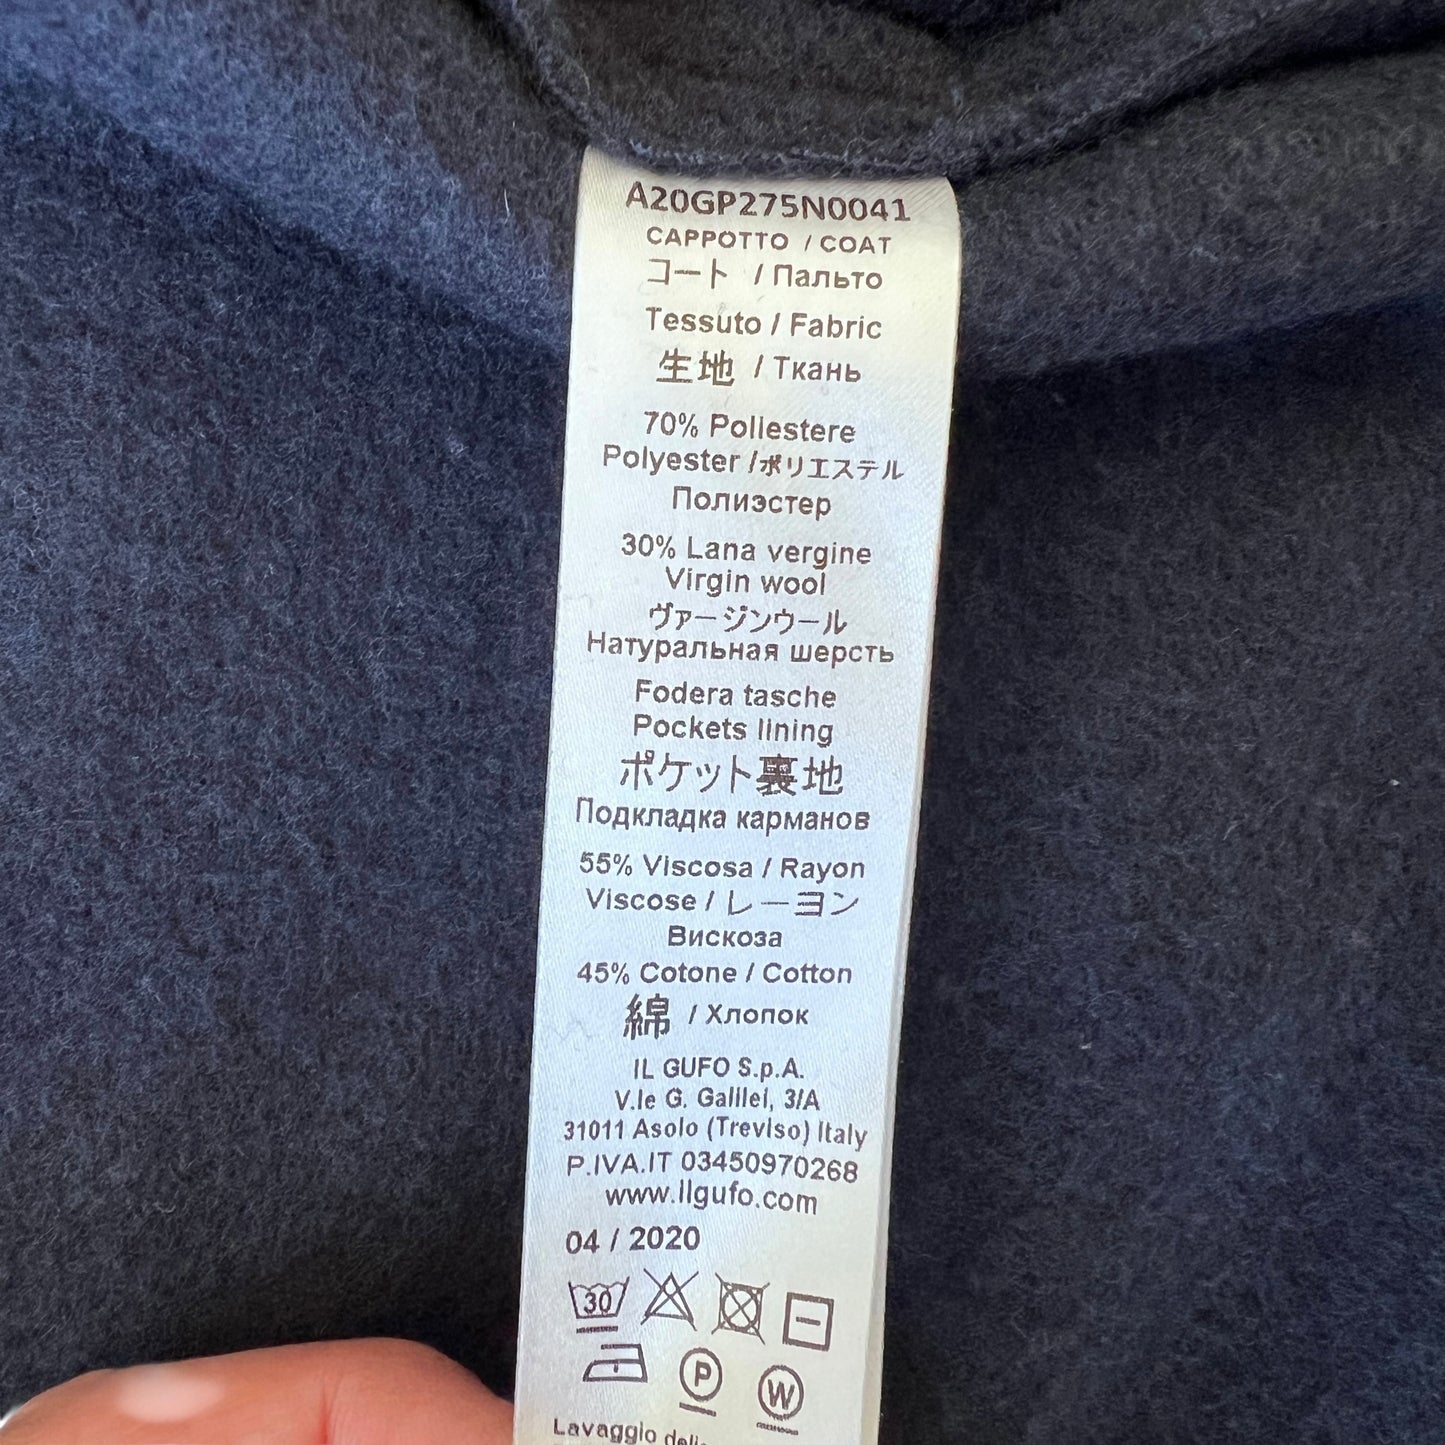 A20GP275N0041
CAPPOTTO / COAT
コート / Пальто
Tessuto / Fabric
生地 / Ткань
70% Poliestere
Polyester /ポリエステル
Полиэстер
30% Lana vergine
Virgin wool
ヴァージンウール
Натуральная шерсть
Fodera tasche
Pockets lining
ポケット裏地
Подкладка карманов
55% Viscosa / Rayon
Viscose / レーヨン
Вискоза
45% Cotone / Cotton
綿 / Хлопок
IL GUFO S.p.A.
V.le G. Galilei, 3/A
31011 Asolo (Treviso) Italy
P.IVA.IT 03450970268
www.ilgufo.com
04 / 2020
30
P
W
Lavaggio